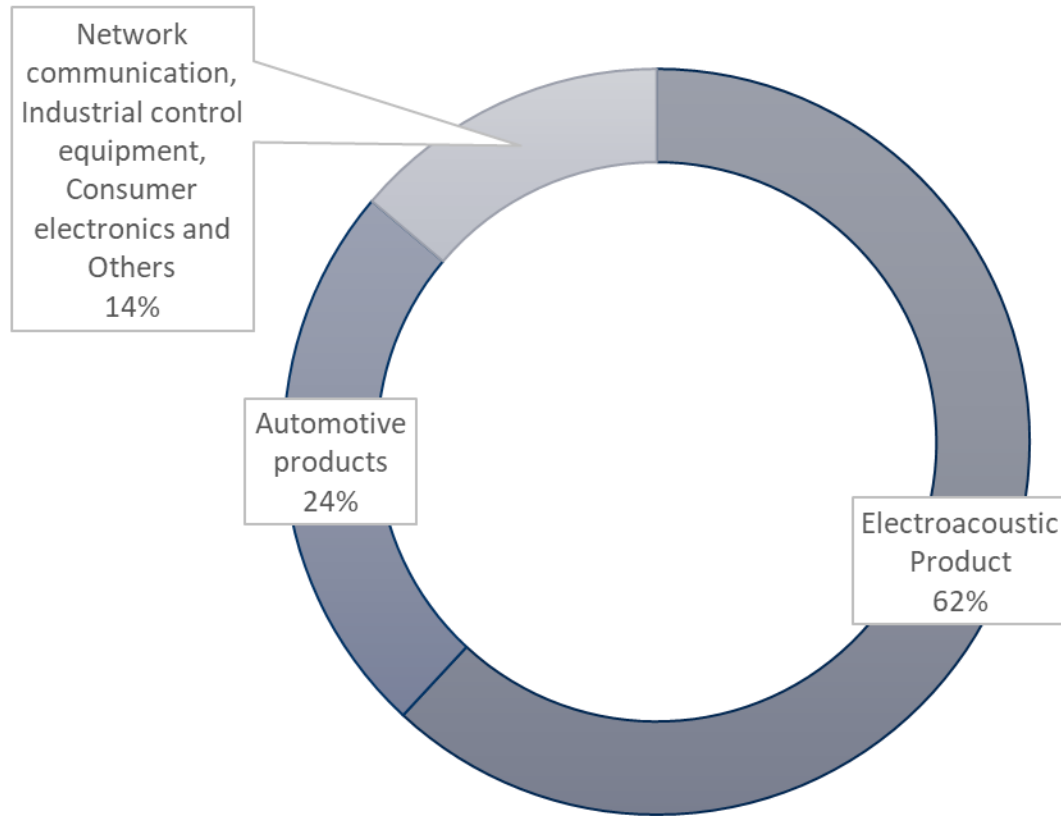 Network
communication,
Industrial control
equipment,
Consumer
electronics and
Others
14%
Automotive
products
24%
Electroacoustic
Product
62%